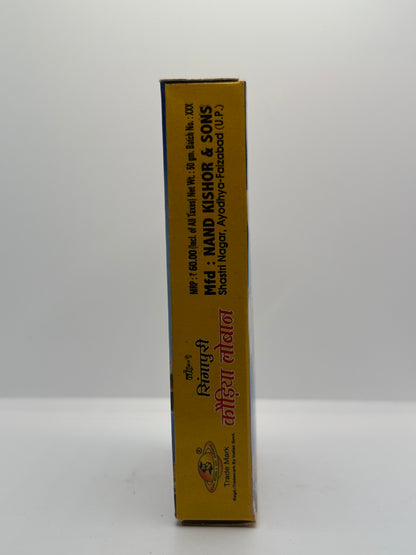 MRP : ₹ 60.00 (Incl. of All Taxes) Net Wt. : 50 gm. Batch No. : XXX
Mfd : NAND KISHOR & SONS
Shastri Nagar, Ayodhya-Faizabad (U.P.)
सिंगापुरी
कौड़िया लोबान
®
Trade Mark